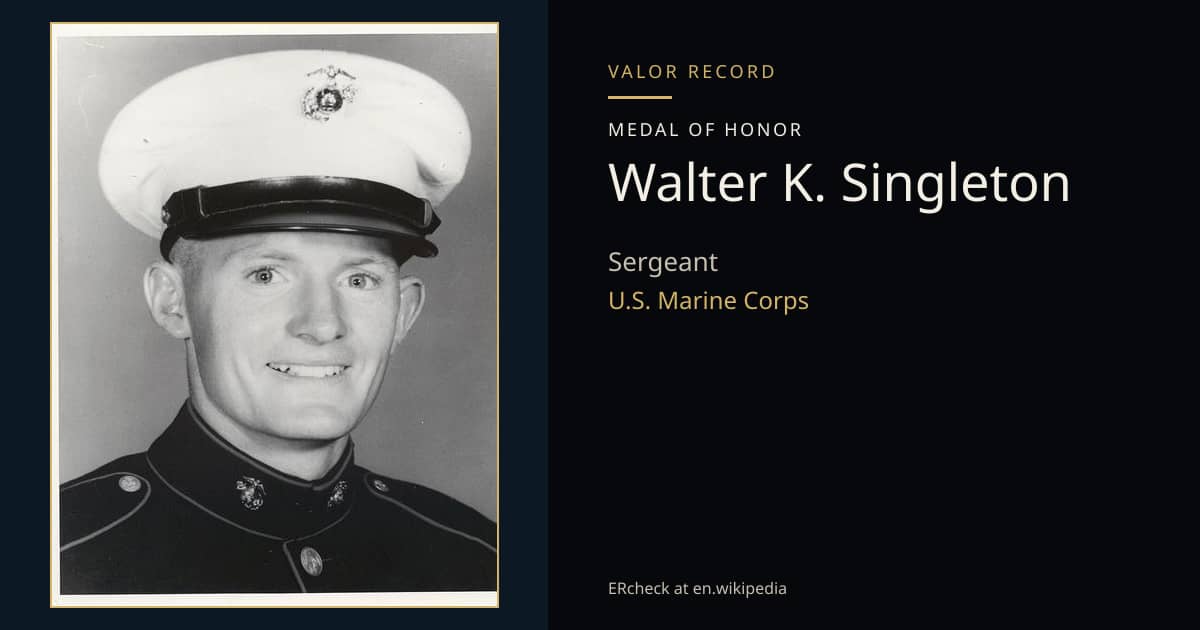 VALOR RECORD
MEDAL OF HONOR
Walter K. Singleton
Sergeant
U.S. Marine Corps
ERcheck at en.wikipedia